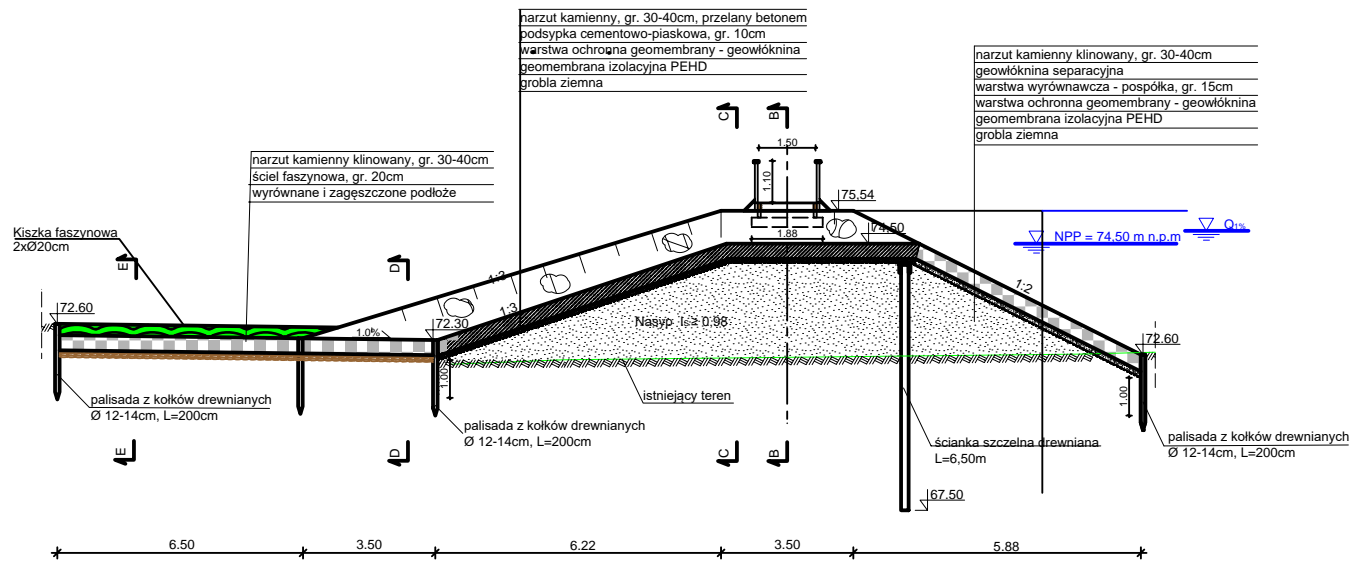 narzut kamienny, gr. 30-40cm, przelany betonem
podsypka cementowo-piaskowa, gr. 10cm
warstwa ochronna geomembrany - geowłóknina
geomembrana izolacyjna PEHD
grobla ziemna
narzut kamienny klinowany, gr. 30-40cm
geowłóknina separacyjna
warstwa wyrównawcza - pospółka, gr. 15cm
warstwa ochronna geomembrany - geowłóknina
geomembrana izolacyjna PEHD
grobla ziemna
narzut kamienny klinowany, gr. 30-40cm
ściel faszynowa, gr. 20cm
wyrównane i zagęszczone podłoże
Kiszka faszynowa
2xØ20cm
C
B
1.50
1.10
75,54
1.88
74,50
NPP = 74,50 m n.p.m
Q1%
E
D
1:3
1:3
1:2
72.60
1.0%
72.30
Nasyp Is≥ 0,98
72.60
1.00
1.00
istniejący teren
palisada z kołków drewnianych
Ø 12-14cm, L=200cm
palisada z kołków drewnianych
Ø 12-14cm, L=200cm
ścianka szczelna drewniana
L=6,50m
palisada z kołków drewnianych
Ø 12-14cm, L=200cm
E
D
C
B
67.50
6.50
3.50
6.22
3.50
5.88